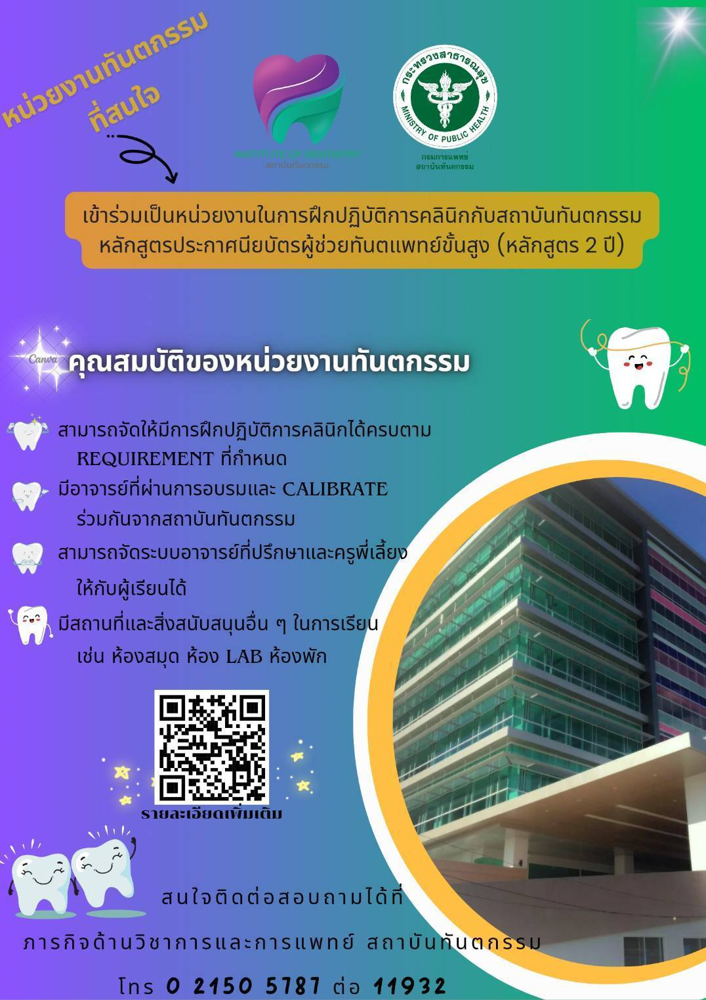 หน่วยงานทันตกรรม
ที่สนใจ
INSTITUTE OF DENTISTRY
สถาบันทันตกรรม
กระทรวงสาธารณสุข
MINISTRY OF PUBLIC HEALTH
กรมการแพทย์
สถาบันทันตกรรม
เข้าร่วมเป็นหน่วยงานในการฝึกปฏิบัติการคลินิกกับสถาบันทันตกรรม
หลักสูตรประกาศนียบัตรผู้ช่วยทันตแพทย์ขั้นสูง (หลักสูตร 2 ปี)
Canva
คุณสมบัติของหน่วยงานทันตกรรม
สามารถจัดให้มีการฝึกปฏิบัติการคลินิกได้ครบตาม
REQUIREMENT ที่กำหนด
มีอาจารย์ที่ผ่านการอบรมและ CALIBRATE
ร่วมกันจากสถาบันทันตกรรม
สามารถจัดระบบอาจารย์ที่ปรึกษาและครูพี่เลี้ยง
ให้กับผู้เรียนได้
มีสถานที่และสิ่งสนับสนุนอื่น ๆ ในการเรียน
เช่น ห้องสมุด ห้อง LAB ห้องพัก
รายละเอียดเพิ่มเติม
สนใจติดต่อสอบถามได้ที่
ภารกิจด้านวิชาการและการแพทย์ สถาบันทันตกรรม
โทร 0 2150 5787 ต่อ 11932